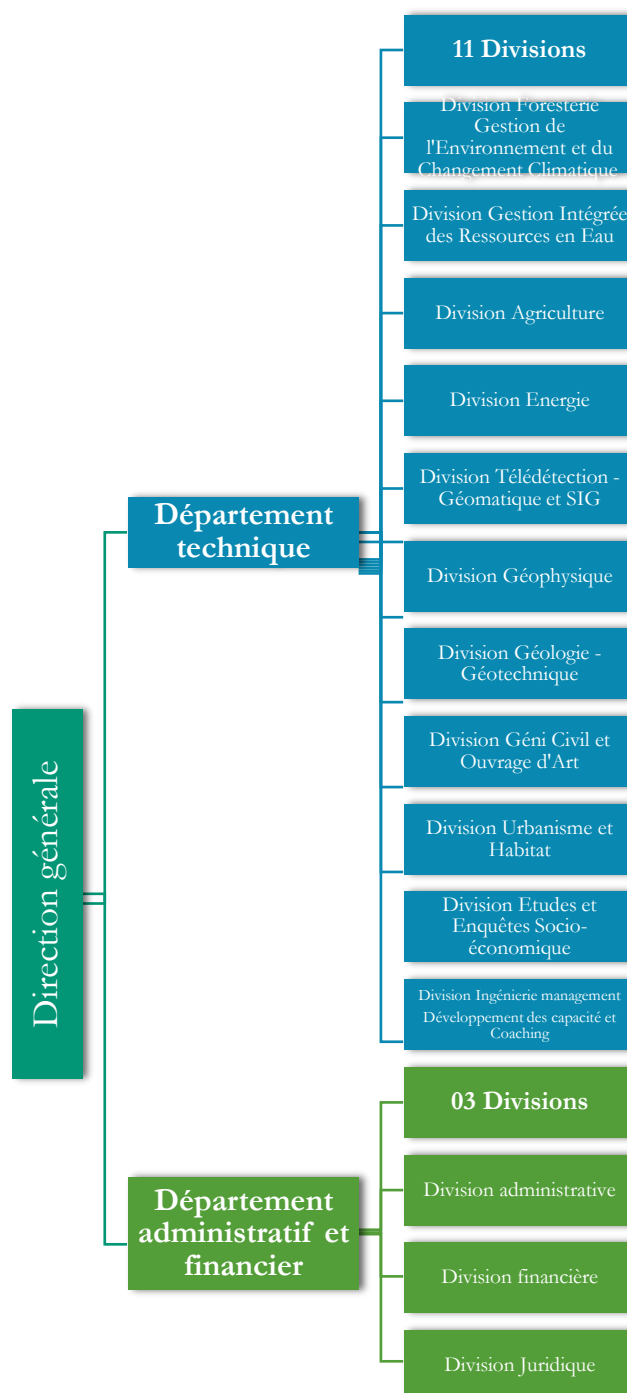 Direction générale
Département
technique
11 Divisions
Division Foresterie
Gestion de
l'Environnement et du
Changement Climatique
Division Gestion Intégrée
des Ressources en Eau
Division Agriculture
Division Energie
Division Télédétection -
Géomatique et SIG
Division Géophysique
Division Géologie -
Géotechnique
Division Géni Civil et
Ouvrage d'Art
Division Urbanisme et
Habitat
Division Etudes et
Enquêtes Socio-
économique
Division Ingénierie management
Développement des capacité et
Coaching
Département
administratif et
financier
03 Divisions
Division administrative
Division financière
Division Juridique